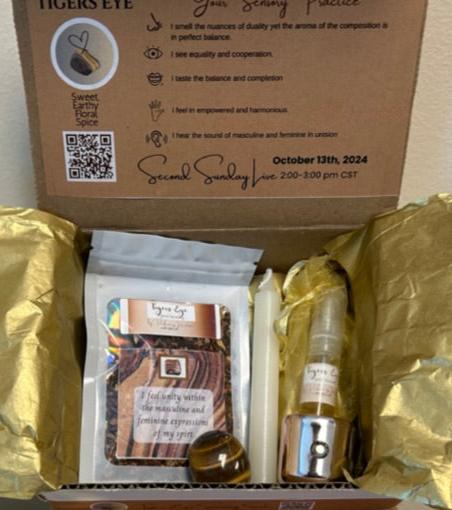 TIGERS EYE
Your Sensory Practice
I smell the nuances of duality yet the aroma of the composition is
in perfect balance.
I see equality and cooperation.
I taste the balance and completion
I feel in empowered and harmonious.
I hear the sound of masculine and feminine in unison
Sweet,
Earthy
Floral
Spice
October 13th, 2024
Second Sunday Live 2:00-3:00 pm CST
Tigers Eye
I feel unity within
the masculine and
feminine expressions
of my spirt
Tigers Eye